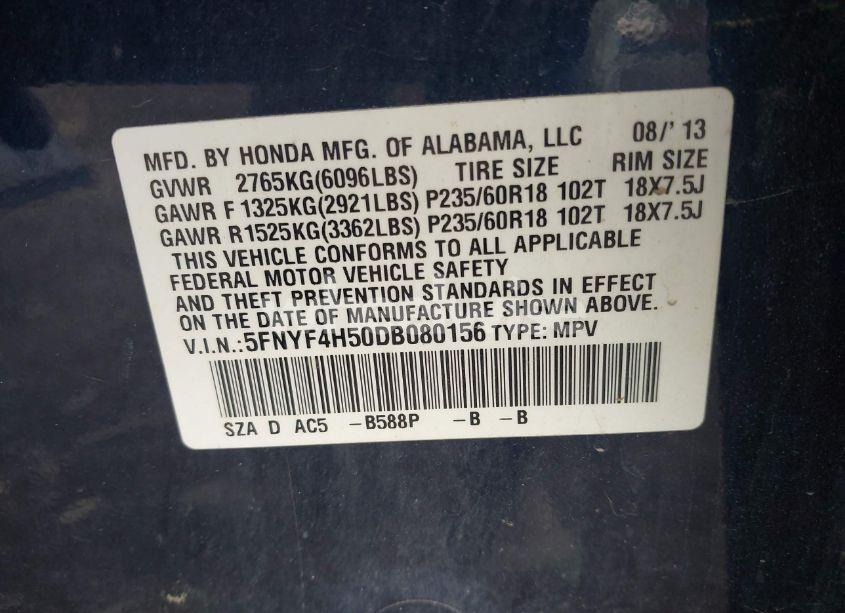 MFD. BY HONDA MFG. OF ALABAMA, LLC 08/' 13
GVWR 2765KG(6096LBS) TIRE SIZE RIM SIZE
GAWR F 1325KG(2921LBS) P235/60R18 102T 18X7.5J
GAWR R1525KG(3362LBS) P235/60R18 102T 18X7.5J
THIS VEHICLE CONFORMS TO ALL APPLICABLE
FEDERAL MOTOR VEHICLE SAFETY
AND THEFT PREVENTION STANDARDS IN EFFECT
ON THE DATE OF MANUFACTURE SHOWN ABOVE.
V.I.N.:5FNYF4H50DB080156 TYPE: MPV
SZA D AC5 -B588P -B -B